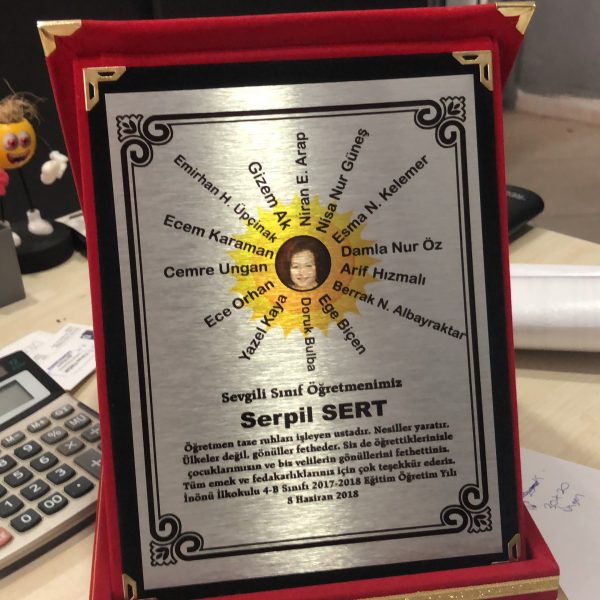 Emirhan H. Üpçinak
Gizem Ak
Niran E. Arap
Nisa Nur Güneş
Esma N. Kelemer
Ecem Karaman
Damla Nur Öz
Cemre Ungan
Arif Hızmalı
Ece Orhan
Berrak N. Albayraktar
Yazel Kaya
Doruk Bulba
Ege Biçen
Sevgili Sınıf Öğretmenimiz
Serpil SERT
Öğretmen taze ruhları işleyen ustadır. Nesiller yaratır.
Ülkeler değil, gönüller fetheder. Siz de öğrettiklerinizle
çocuklarımızın ve biz velilerin gönüllerini fethettiniz.
Tüm emek ve fedakarlıklarınız için çok teşekkür ederiz.
İnönü İlkokulu 4-B Sınıfı 2017-2018 Eğitim Öğretim Yılı
8 Haziran 2018